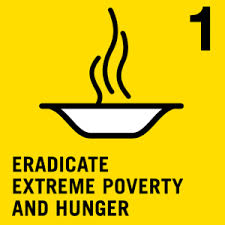 1
ERADICATE
EXTREME POVERTY
AND HUNGER